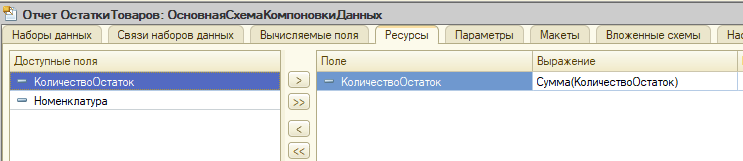 Отчет ОстаткиТоваров: ОсновнаяСхемаКомпоновкиДанных
Наборы данных Связи наборов данных Вычисляемые поля Ресурсы Параметры Макеты Вложенные схемы Нас
Доступные поля
КоличествоОстаток
Номенклатура
>
>>
<
<<
Поле Выражение
КоличествоОстаток Сумма(КоличествоОстаток)